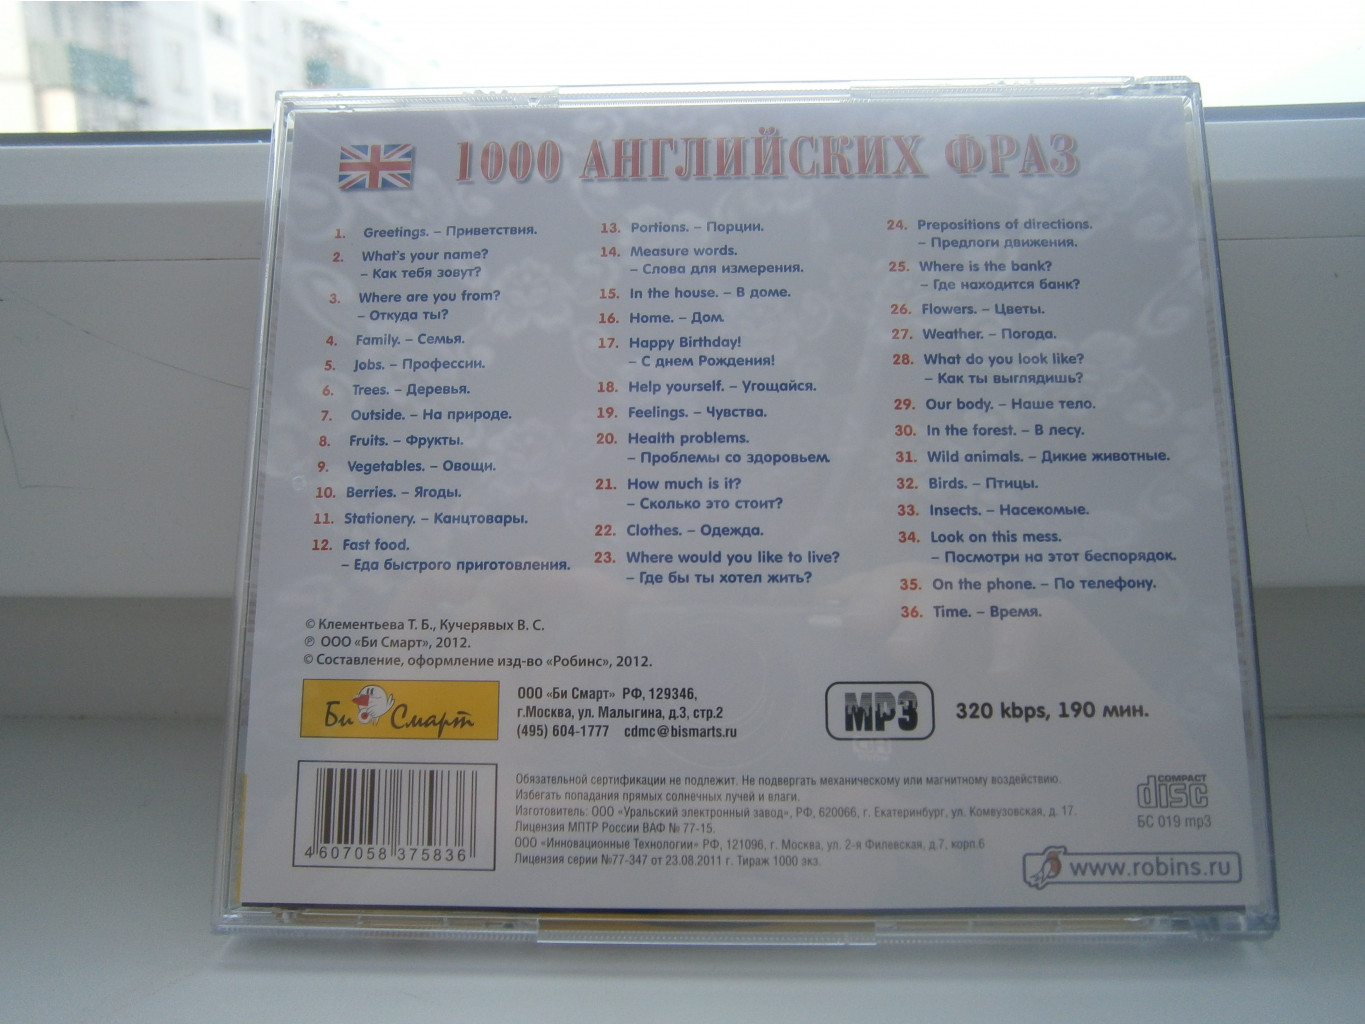 1000 АНГЛИЙСКИХ ФРАЗ
1. Greetings. – Приветствия.
2. What's your name?
– Как тебя зовут?
3. Where are you from?
– Откуда ты?
4. Family. – Семья.
5. Jobs. – Профессии.
6. Trees. – Деревья.
7. Outside. – На природе.
8. Fruits. – Фрукты.
9. Vegetables. – Овощи.
10. Berries. – Ягоды.
11. Stationery. – Канцтовары.
12. Fast food.
– Еда быстрого приготовления.
13. Portions. – Порции.
14. Measure words.
– Слова для измерения.
15. In the house. – В доме.
16. Home. – Дом.
17. Happy Birthday!
– С днем Рождения!
18. Help yourself. – Угощайся.
19. Feelings. – Чувства.
20. Health problems.
– Проблемы со здоровьем.
21. How much is it?
– Сколько это стоит?
22. Clothes. – Одежда.
23. Where would you like to live?
– Где бы ты хотел жить?
24. Prepositions of directions.
– Предлоги движения.
25. Where is the bank?
– Где находится банк?
26. Flowers. – Цветы.
27. Weather. – Погода.
28. What do you look like?
– Как ты выглядишь?
29. Our body. – Наше тело.
30. In the forest. – В лесу.
31. Wild animals. – Дикие животные.
32. Birds. – Птицы.
33. Insects. – Насекомые.
34. Look on this mess.
– Посмотри на этот беспорядок.
35. On the phone. – По телефону.
36. Time. – Время.
© Клементьева Т. Б., Кучерявых В. С.
℗ ООО «Би Смарт», 2012.
© Составление, оформление изд-во «Робинс», 2012.
Би Смарт
ООО «Би Смарт» РФ, 129346,
г.Москва, ул. Малыгина, д.3, стр.2
(495) 604-1777 cdmc@bismarts.ru
MP3
320 kbps, 190 мин.
4 607058 375836
Обязательной сертификации не подлежит. Не подвергать механическому или магнитному воздействию.
Избегать попадания прямых солнечных лучей и влаги.
Изготовитель: ООО «Уральский электронный завод», РФ, 620066, г. Екатеринбург, ул. Комвузовская, д. 17.
Лицензия МПТР России ВАФ № 77-15.
ООО «Инновационные Технологии» РФ, 121096, г. Москва, ул. 2-я Филевская, д.7, корп.6
Лицензия серии №77-347 от 23.08.2011 г. Тираж 1000 экз.
COMPACT
disc
БС 019 mp3
www.robins.ru